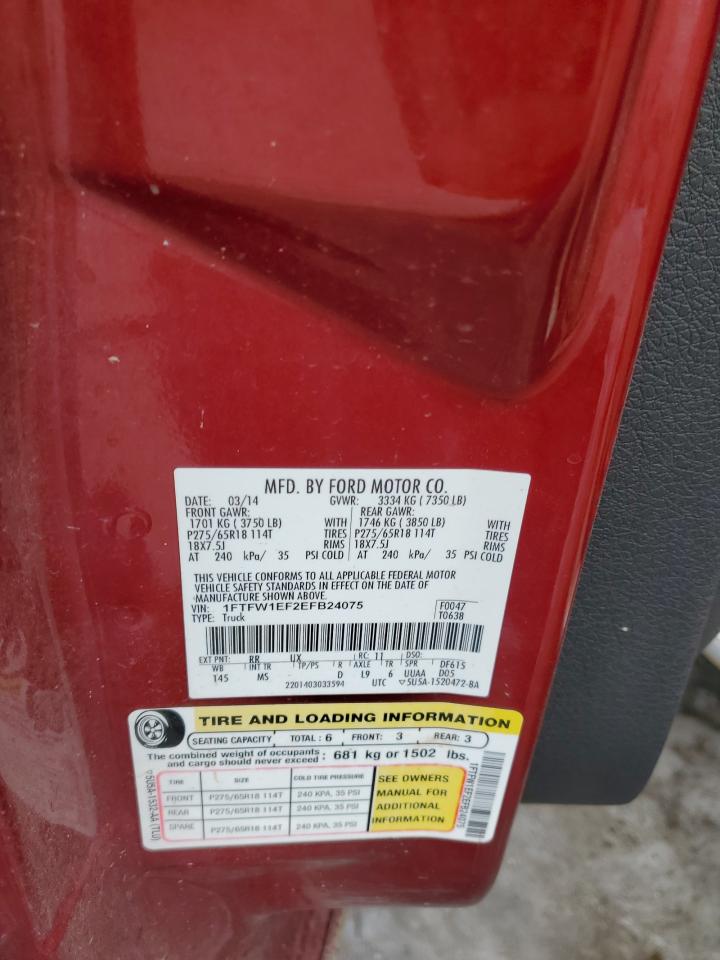 MFD. BY FORD MOTOR CO.
DATE: 03/14 GVWR: 3334 KG ( 7350 LB)
FRONT GAWR: REAR GAWR:
1701 KG ( 3750 LB) WITH 1746 KG ( 3850 LB) WITH
P275/65R18 114T TIRES P275/65R18 114T TIRES
18X7.5J RIMS 18X7.5J RIMS
AT 240 kPa/ 35 PSI COLD AT 240 kPa/ 35 PSI COLD
THIS VEHICLE CONFORMS TO ALL APPLICABLE FEDERAL MOTOR
VEHICLE SAFETY STANDARDS IN EFFECT ON THE DATE OF
MANUFACTURE SHOWN ABOVE.
VIN: 1FTFW1EF2EFB24075 F0047
TYPE: Truck T0638
EXT PNT: RR UX RC: 11 DSO:
WB INT TR TP/PS R AXLE TR SPR DF615
145 MS D L9 6 UUAA D05
2201403033594 UTC ▽5U5A-1520472-BA
TIRE AND LOADING INFORMATION
SEATING CAPACITY TOTAL : 6 FRONT: 3 REAR: 3
The combined weight of occupants and cargo should never exceed : 681 kg or 1502 lbs.
TIRE SIZE COLD TIRE PRESSURE
FRONT P275/65R18 114T 240 KPA, 35 PSI
REAR P275/65R18 114T 240 KPA, 35 PSI
SPARE P275/65R18 114T 240 KPA, 35 PSI
SEE OWNERS
MANUAL FOR
ADDITIONAL
INFORMATION
▽5U5A-1532-AA (TLU)
1FTFW1EF2EFB24075